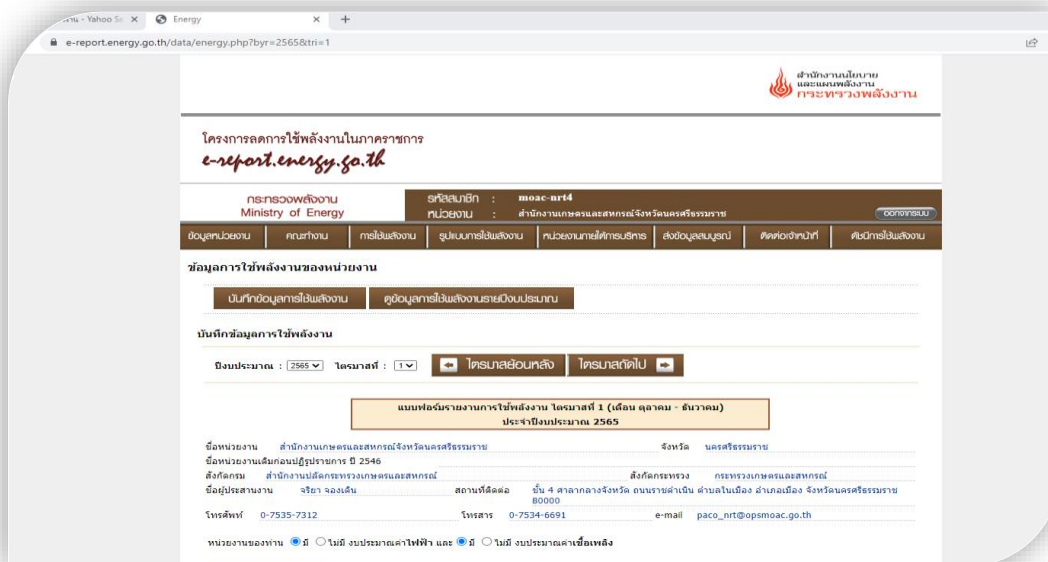 Yahoo Se
Energy
e-report.energy.go.th/data/energy.php?byr=2565&tri=1
สำนักงานนโยบาย
และแผนพลังงาน
กระทรวงพลังงาน
โครงการลดการใช้พลังงานในภาคราชการ
e-report.energy.go.th
กระทรวงพลังงาน
Ministry of Energy
รหัสสมาชิก : moac-nrt4
หน่วยงาน : สำนักงานเกษตรและสหกรณ์จังหวัดนครศรีธรรมราช
ออกจากระบบ
ข้อมูลหน่วยงาน คณะทำงาน การใช้พลังงาน รูปแบบการใช้พลังงาน หน่วยงานภายใต้การบริหาร ส่งข้อมูลสมบูรณ์ ติดต่อเจ้าหน้าที่ ดัชนีการใช้พลังงาน
ข้อมูลการใช้พลังงานของหน่วยงาน
บันทึกข้อมูลการใช้พลังงาน ดูข้อมูลการใช้พลังงานรายปีงบประมาณ
บันทึกข้อมูลการใช้พลังงาน
ปีงบประมาณ : 2565 ไตรมาสที่ : 1 ไตรมาสย้อนหลัง ไตรมาสถัดไป
แบบฟอร์มรายงานการใช้พลังงาน ไตรมาสที่ 1 (เดือน ตุลาคม - ธันวาคม)
ประจำปีงบประมาณ 2565
ชื่อหน่วยงาน สำนักงานเกษตรและสหกรณ์จังหวัดนครศรีธรรมราช จังหวัด นครศรีธรรมราช
ชื่อหน่วยงานเดิมก่อนปฏิรูปราชการ ปี 2546
สังกัดกรม สำนักงานปลัดกระทรวงเกษตรและสหกรณ์ สังกัดกระทรวง กระทรวงเกษตรและสหกรณ์
ชื่อผู้ประสานงาน จริยา จองเดิน สถานที่ติดต่อ ชั้น 4 ศาลากลางจังหวัด ถนนราชดำเนิน ตำบลในเมือง อำเภอเมือง จังหวัดนครศรีธรรมราช
80000
โทรศัพท์ 0-7535-7312 โทรสาร 0-7534-6691 e-mail paco_nrt@opsmoac.go.th
หน่วยงานของท่าน มี ไม่มี งบประมาณค่าไฟฟ้า และ มี ไม่มี งบประมาณค่าเชื้อเพลิง